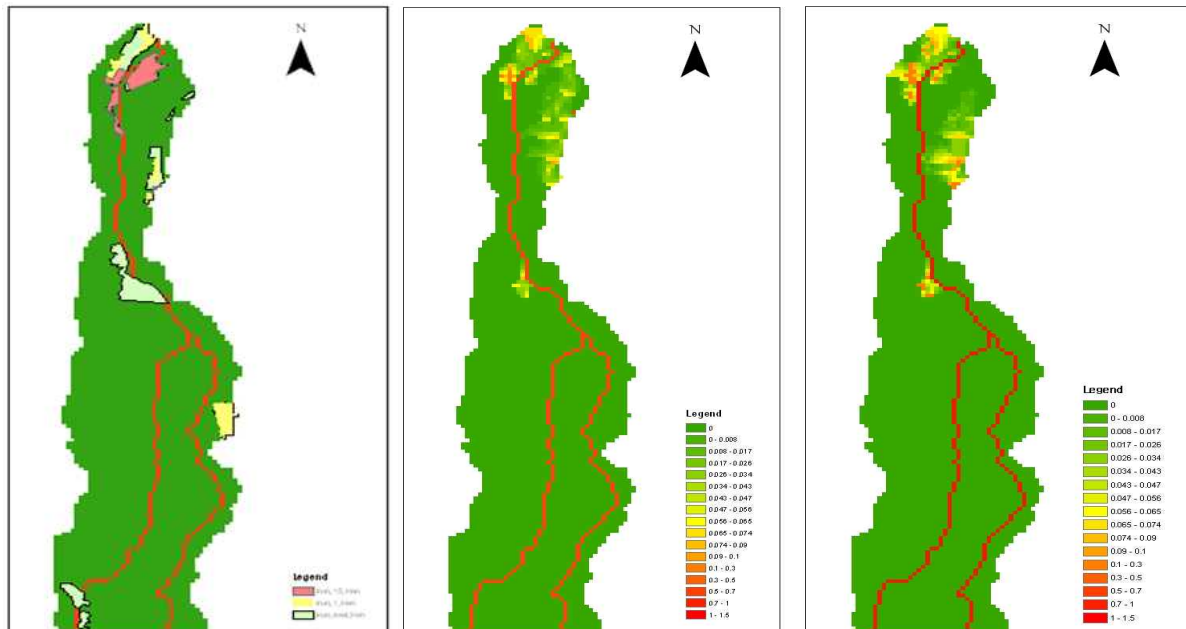 N
Legend
N
Legend
0
0 - 0.008
0.008 - 0.017
0.017 - 0.026
0.026 - 0.034
0.034 - 0.043
0.043 - 0.047
0.047 - 0.056
0.056 - 0.065
0.065 - 0.074
0.074 - 0.09
0.09 - 0.1
0.1 - 0.3
0.3 - 0.5
0.5 - 0.7
0.7 - 1
1 - 1.5
N
Legend
0
0 - 0.008
0.008 - 0.017
0.017 - 0.026
0.026 - 0.034
0.034 - 0.043
0.043 - 0.047
0.047 - 0.056
0.056 - 0.065
0.065 - 0.074
0.074 - 0.09
0.09 - 0.1
0.1 - 0.3
0.3 - 0.5
0.5 - 0.7
0.7 - 1
1 - 1.5